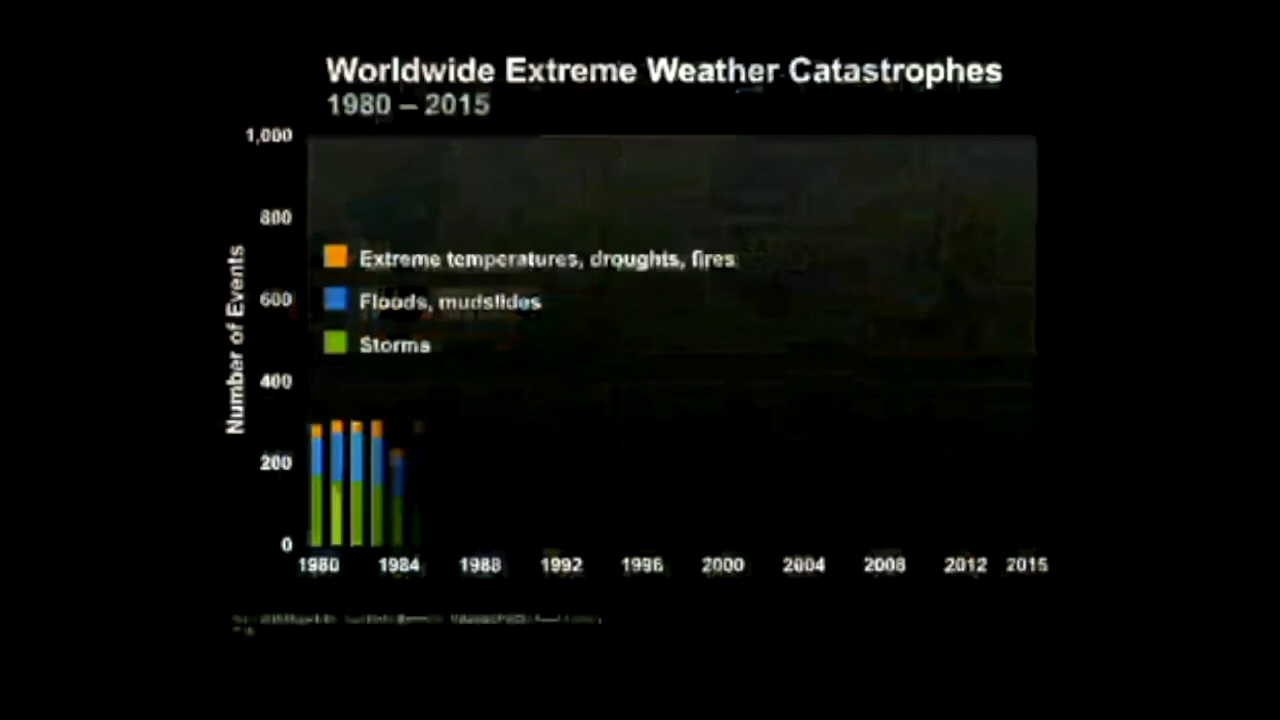 Worldwide Extreme Weather Catastrophes
1980 – 2015
Number of Events
1,000
800
600
400
200
0
Extreme temperatures, droughts, fires
Floods, mudslides
Storms
1980 1984 1988 1992 1996 2000 2004 2008 2012 2015